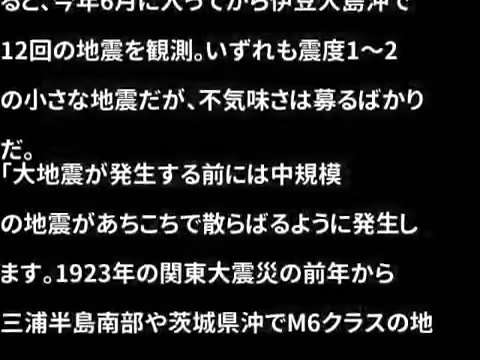 ると、今年6月に入ってから伊豆大島沖で
12回の地震を観測。いずれも震度1〜2
の小さな地震だが、不気味さは募るばかり
だ。
「大地震が発生する前には中規模
の地震があちこちで散らばるように発生し
ます。1923年の関東大震災の前年から
三浦半島南部や茨城県沖でM6クラスの地